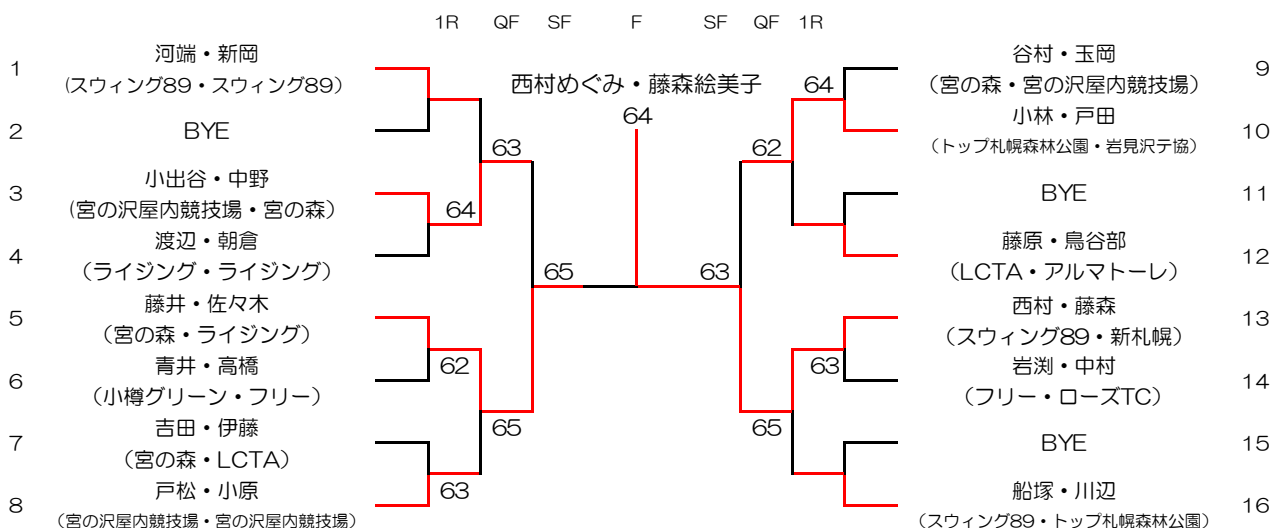 1R QF SF F SF QF 1R
西村めぐみ・藤森絵美子
64
1 河端・新岡
(スウィング89・スウィング89)
2 BYE
63
3 小出谷・中野
(宮の沢屋内競技場・宮の森)
64
4 渡辺・朝倉
(ライジング・ライジング)
65
5 藤井・佐々木
(宮の森・ライジング)
62
6 青井・高橋
(小樽グリーン・フリー)
65
7 吉田・伊藤
(宮の森・LCTA)
63
8 戸松・小原
(宮の沢屋内競技場・宮の沢屋内競技場)
谷村・玉岡 9
(宮の森・宮の沢屋内競技場)
64
小林・戸田 10
(トップ札幌森林公園・岩見沢テ協)
62
BYE 11
藤原・鳥谷部 12
(LCTA・アルマトーレ)
63
西村・藤森 13
(スウィング89・新札幌)
63
岩渕・中村 14
(フリー・ローズTC)
65
BYE 15
船塚・川辺 16
(スウィング89・トップ札幌森林公園)